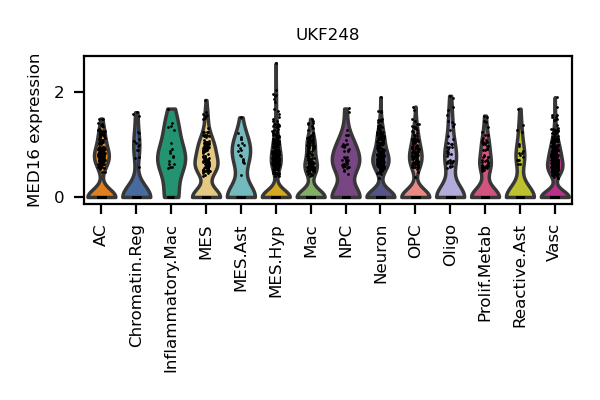 UKF248
MED16 expression
2
0
AC
Chromatin.Reg
Inflammatory.Mac
MES
MES.Ast
MES.Hyp
Mac
NPC
Neuron
OPC
Oligo
Prolif.Metab
Reactive.Ast
Vasc